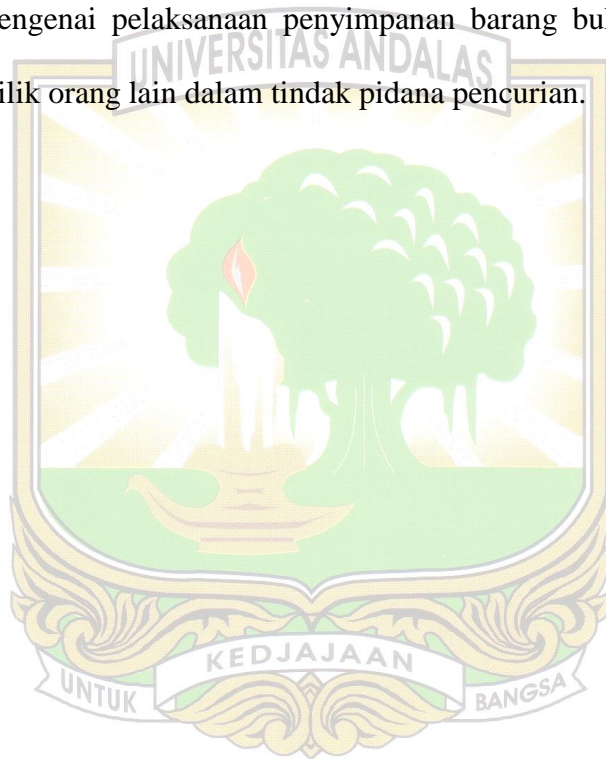 engenai pelaksanaan penyimpanan barang bu
UNIVERSITAS ANDALAS
ilik orang lain dalam tindak pidana pencurian.
KEDJAJAAN
UNTUK BANGSA